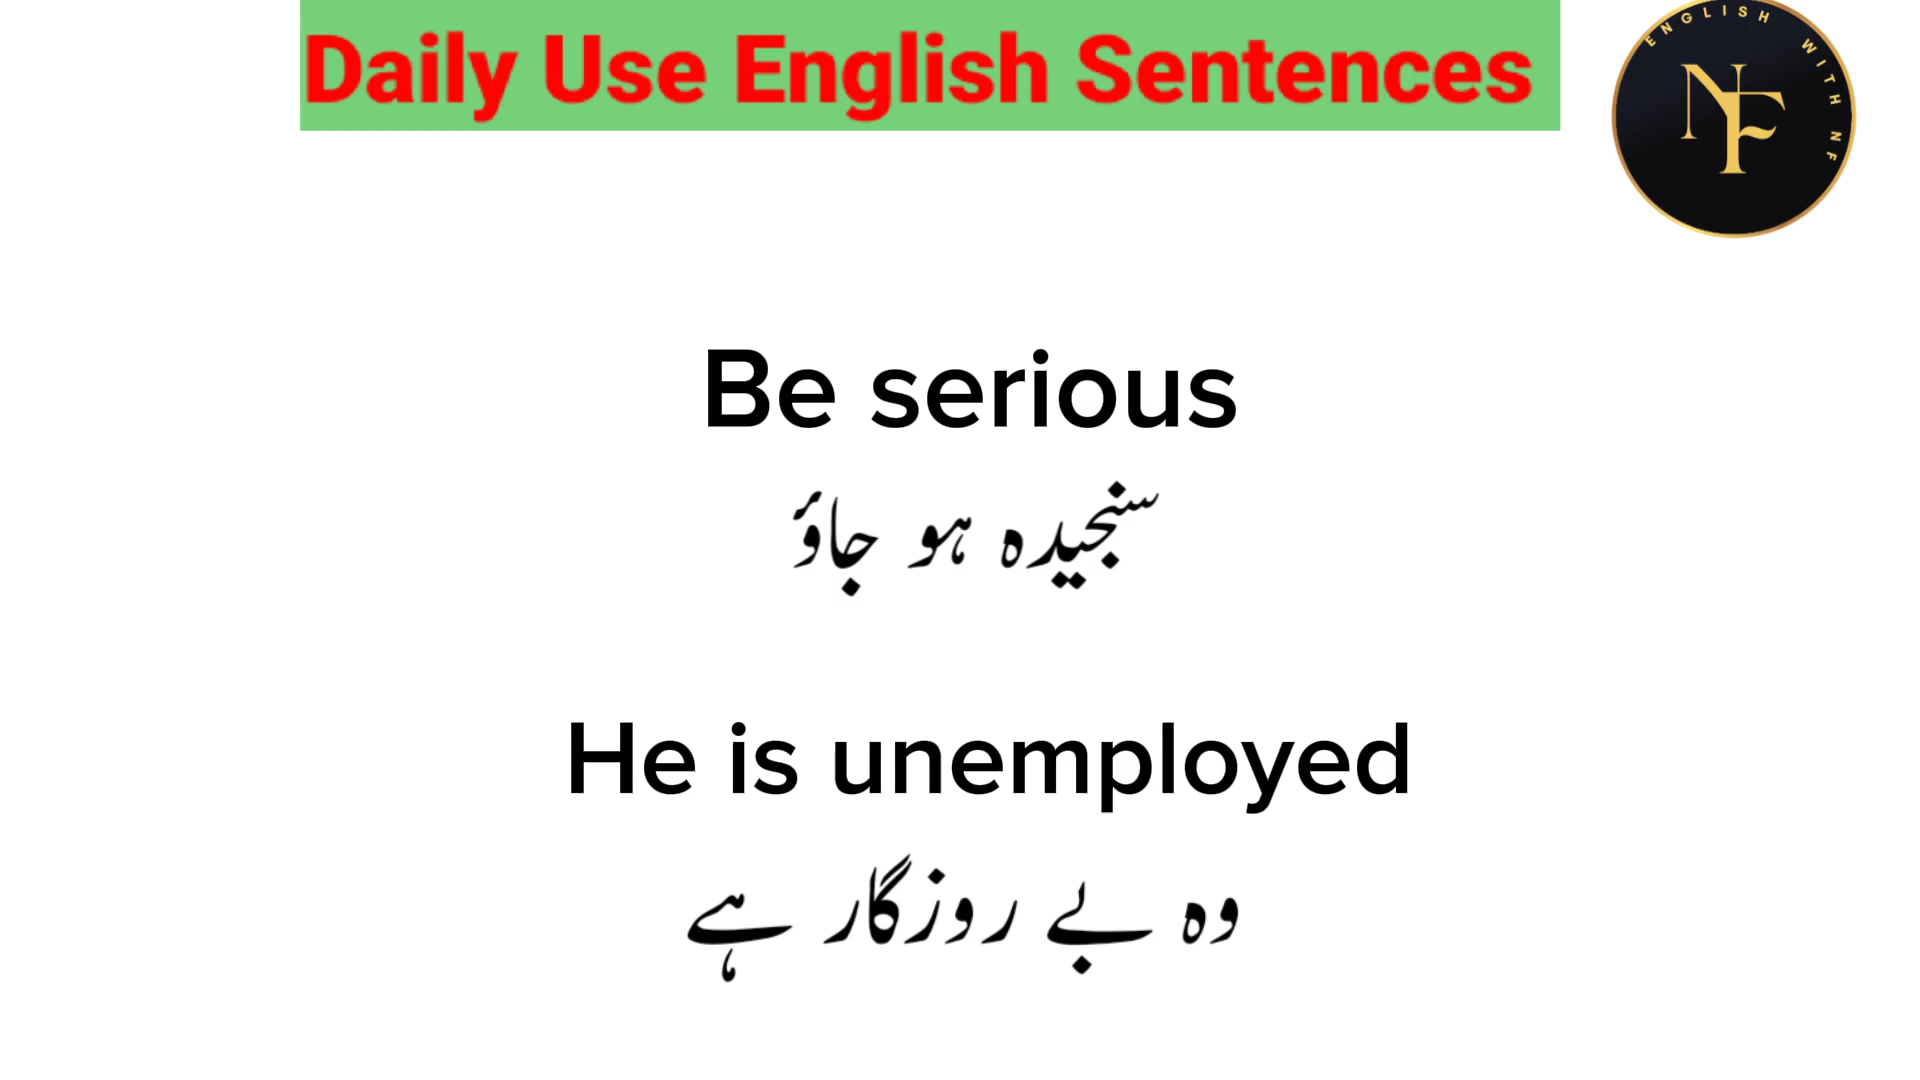 Daily Use English Sentences
ENGLISH WITH NF
NF
Be serious
سنجیدہ ہو جاؤ
He is unemployed
وہ بے روزگار ہے